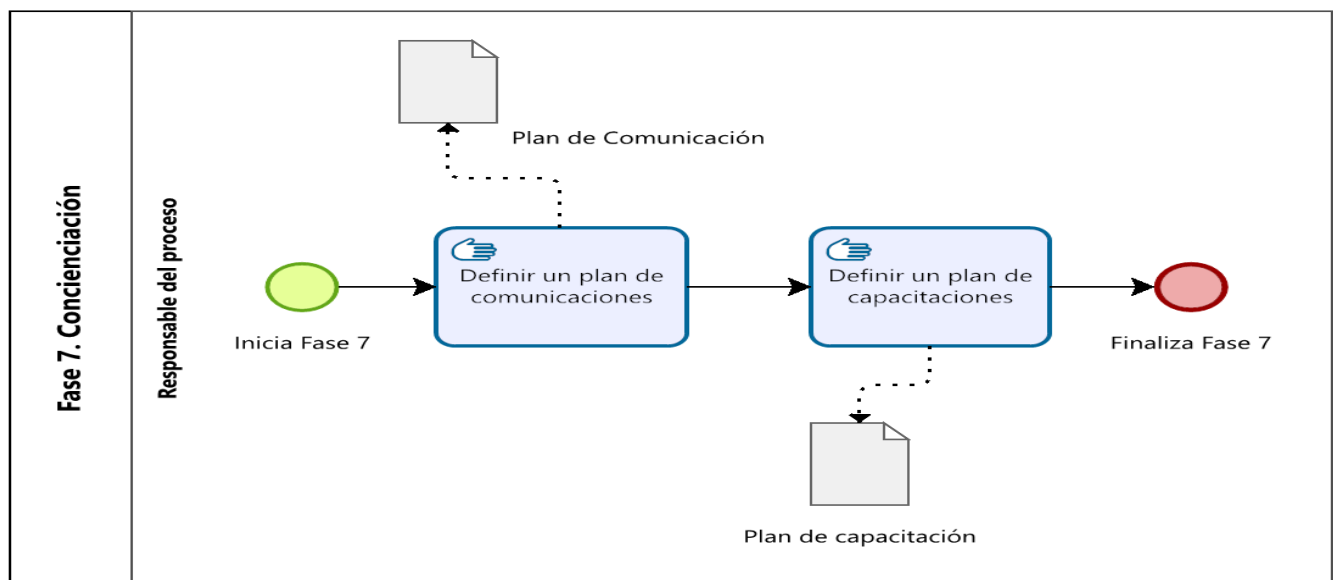 Fase 7. Concienciación
Responsable del proceso
Plan de Comunicación
Inicia Fase 7
Definir un plan de
comunicaciones
Definir un plan de
capacitaciones
Finaliza Fase 7
Plan de capacitación